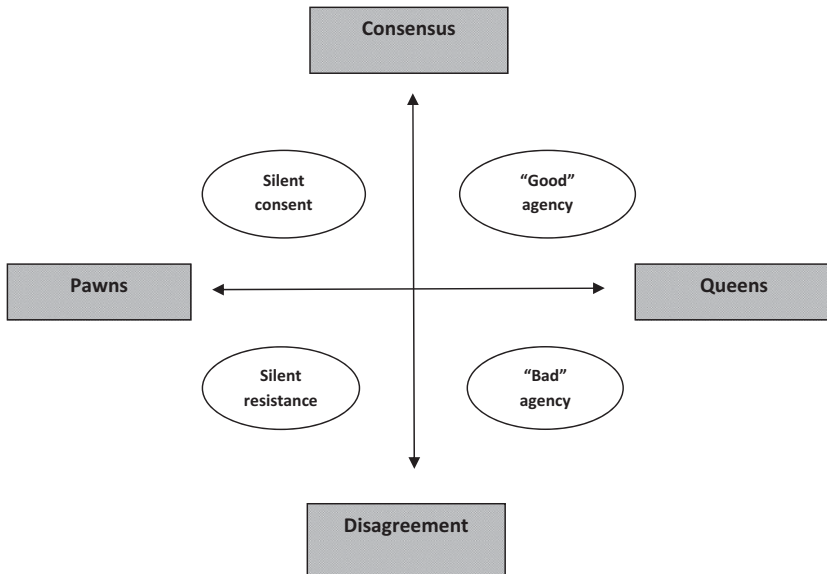 Consensus
Silent
consent
“Good”
agency
Pawns
Queens
Silent
resistance
“Bad”
agency
Disagreement